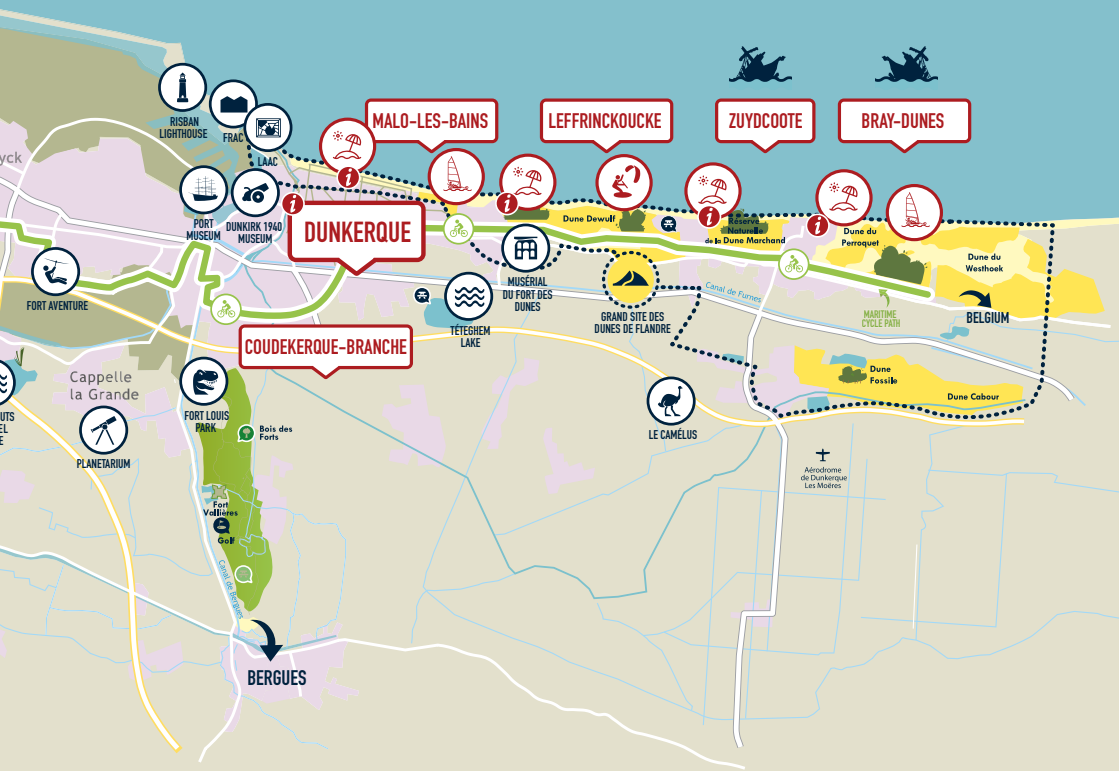 RISBAN
LIGHTHOUSE
FRAC
LAAC
MALO-LES-BAINS
LEFFRINCKOUCKE
ZUYDCOOTE
BRAY-DUNES
yck
PORT
MUSEUM
DUNKIRK 1940
MUSEUM
i
i
i
i
i
DUNKERQUE
Dune Dewulf
Réserve
Naturelle
de la Dune Marchand
Dune du
Perroquet
Dune du
Westhoek
FORT AVENTURE
MUSÉRIAL
DU FORT DES
DUNES
TÉTEGHEM
LAKE
GRAND SITE DES
DUNES DE FLANDRE
Canal de Furnes
MARITIME
CYCLE PATH
BELGIUM
COUDEKERQUE-BRANCHE
Cappelle
la Grande
FORT LOUIS
PARK
UTS
EL
E
PLANETARIUM
Bois des
Forts
LE CAMÉLUS
Dune
Fossile
Dune Cabour
Aérodrome
de Dunkerque
Les Moëres
Fort
Vallières
Golf
Canal de Bergues
BERGUES